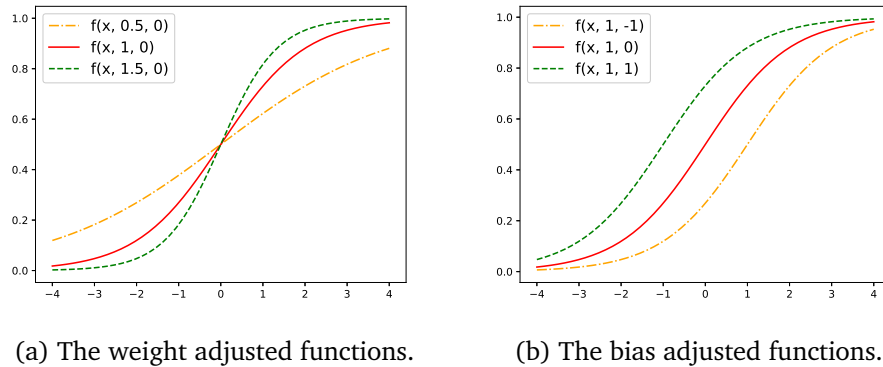 f(x, 0.5, 0)
f(x, 1, 0)
f(x, 1.5, 0)
1.0
0.8
0.6
0.4
0.2
0.0
−4 −3 −2 −1 0 1 2 3 4
(a) The weight adjusted functions.
f(x, 1, -1)
f(x, 1, 0)
f(x, 1, 1)
1.0
0.8
0.6
0.4
0.2
0.0
−4 −3 −2 −1 0 1 2 3 4
(b) The bias adjusted functions.